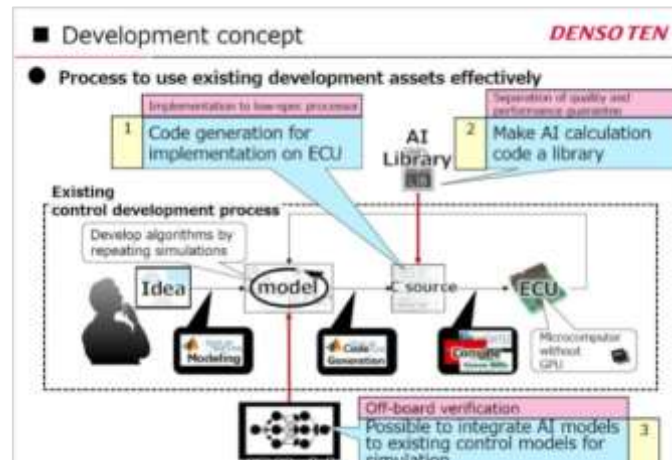 ■ Development concept
DENSO TEN
● Process to use existing development assets effectively
Implementation to low-spec processor
1
Code generation for
implementation on ECU
AI
Library
Separation of quality and
performance guarantee
2
Make AI calculation
code a library
Existing
control development process
Develop algorithms by
repeating simulations
Idea
model
C source
ECU
Modeling
Code
Generation
Compile
Microcomputer
without
GPU
Off-board verification
Possible to integrate AI models
to existing control models for
simulation
3